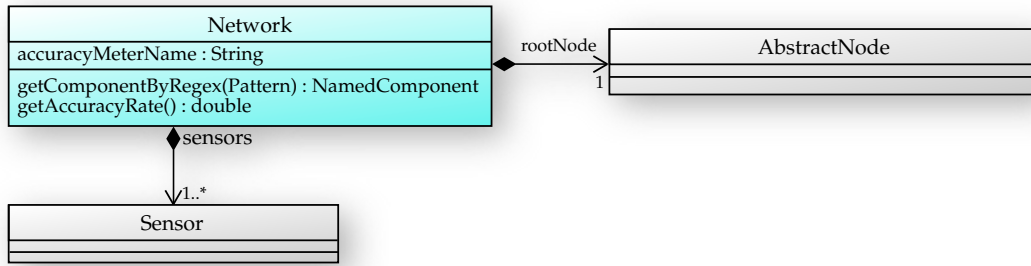 Network
accuracyMeterName : String
getComponentByRegex(Pattern) : NamedComponent
getAccuracyRate() : double
rootNode
1
AbstractNode
sensors
1..*
Sensor